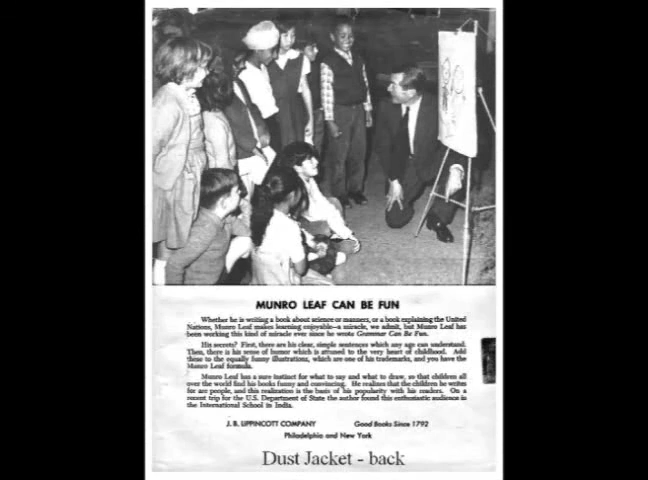 MUNRO LEAF CAN BE FUN
Whether he is writing a book about science or manners, or a book explaining the United
Nations, Munro Leaf makes learning enjoyable—a miracle, we admit, but Munro Leaf has
been working this kind of miracle ever since he wrote Grammar Can Be Fun.
His secrets? First, there are his clear, simple sentences which any age can understand.
Then, there is his sense of humor which is attuned to the very heart of childhood. Add
these to the equally funny illustrations, which are one of his trademarks, and you have the
Munro Leaf formula.
Munro Leaf has a sure instinct for what to say and what to draw, so that children all
over the world find his books funny and convincing. He realizes that the children he writes
for are people, and this realization is the basis of his popularity with his readers. On a
recent trip for the U.S. Department of State the author found this enthusiastic audience in
the International School in India.
J. B. LIPPINCOTT COMPANY Good Books Since 1792
Philadelphia and New York
Dust Jacket - back